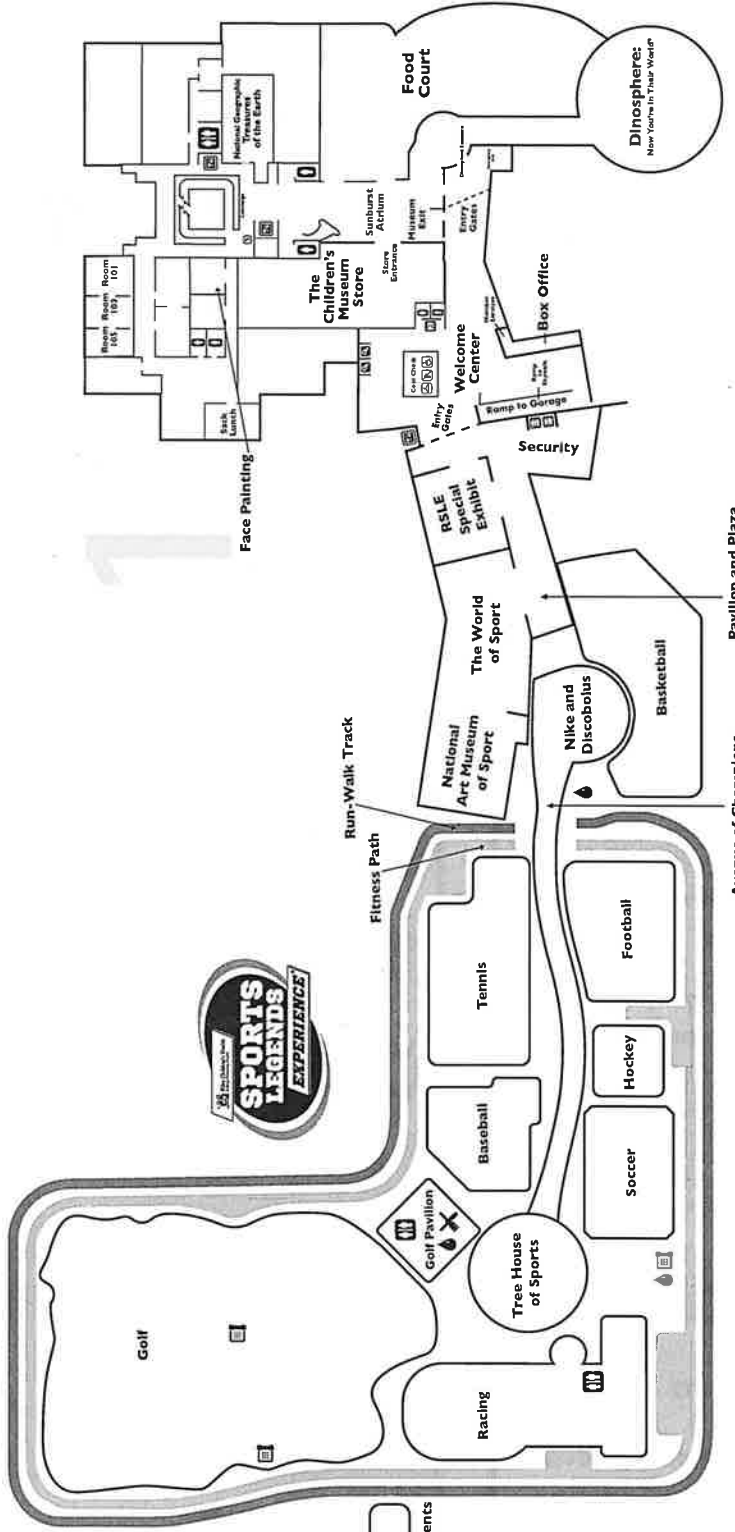 Room
101
Room
103
Room
105
Sack
Lunch
Face Painting
National Geographic
Treasures
of the Earth
Food
Court
Dinosphere:
Now You're In Their World®
Sunburst
Atrium
Museum
Exit
Entry
Gates
Store
Entrance
The
Children's
Museum
Store
Coat Check
Welcome
Center
Box Office
Entry
Gates
Ramp to Garage
Security
1
RSLE
Special
Exhibit
The World
of Sport
National
Art Museum
of Sport
Pavilion and Plaza
Nike and
Discobolus
Basketball
Avenue of Champions
Run-Walk Track
Fitness Path
SPORTS
LEGENDS
EXPERIENCE
Tennis
Football
Hockey
Baseball
Soccer
Golf Pavilion
Tree House
of Sports
Golf
Racing
ents